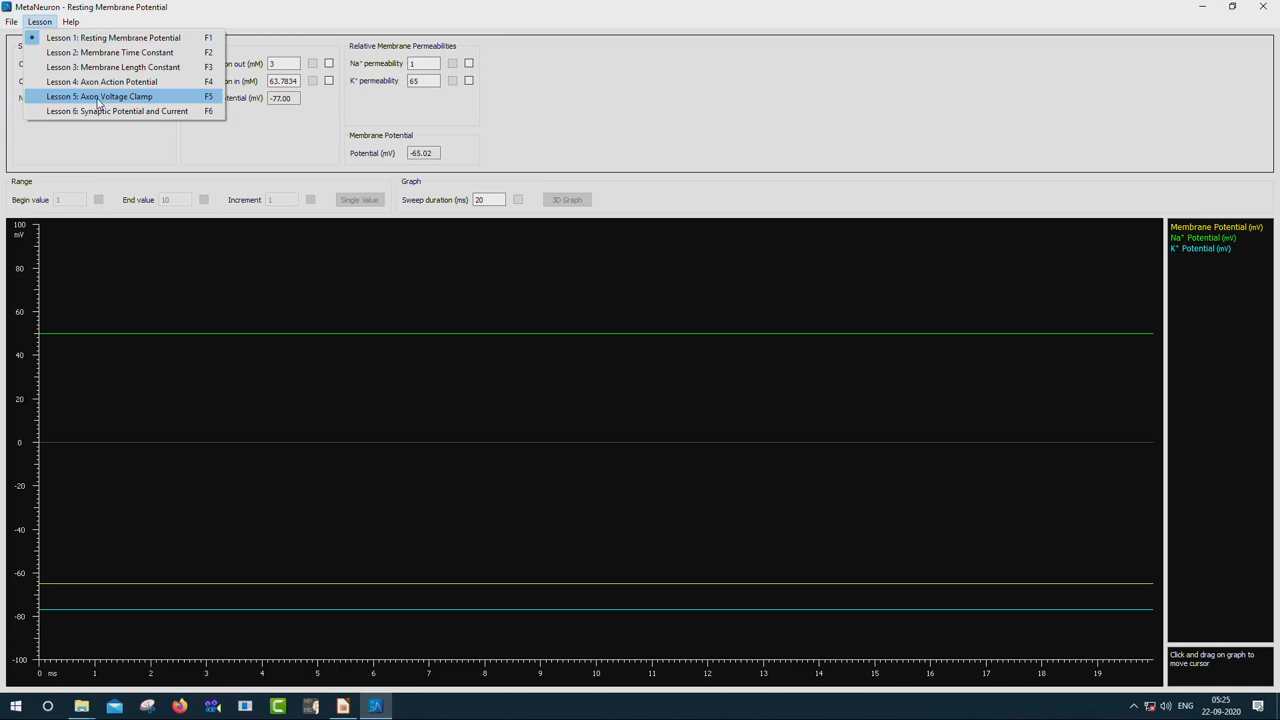 MetaNeuron - Resting Membrane Potential
File Lesson Help
Lesson 1: Resting Membrane Potential F1
Lesson 2: Membrane Time Constant F2
Lesson 3: Membrane Length Constant F3
Lesson 4: Axon Action Potential F4
Lesson 5: Axon Voltage Clamp F5
Lesson 6: Synaptic Potential and Current F6
on out (mM) 3
on in (mM) 63.7834
ential (mV) -77.00
Relative Membrane Permeabilities
Na⁺ permeability 1
K⁺ permeability 65
Membrane Potential
Potential (mV) -65.02
Range
Begin value 1 End value 10 Increment 1 Single Value
Graph
Sweep duration (ms) 20 3D Graph
100
mV
80
60
40
20
0
-20
-40
-60
-80
-100
0 ms 1 2 3 4 5 6 7 8 9 10 11 12 13 14 15 16 17 18 19
Membrane Potential (mV)
Na⁺ Potential (mV)
K⁺ Potential (mV)
Click and drag on graph to
move cursor
ENG
05:25
22-09-2020